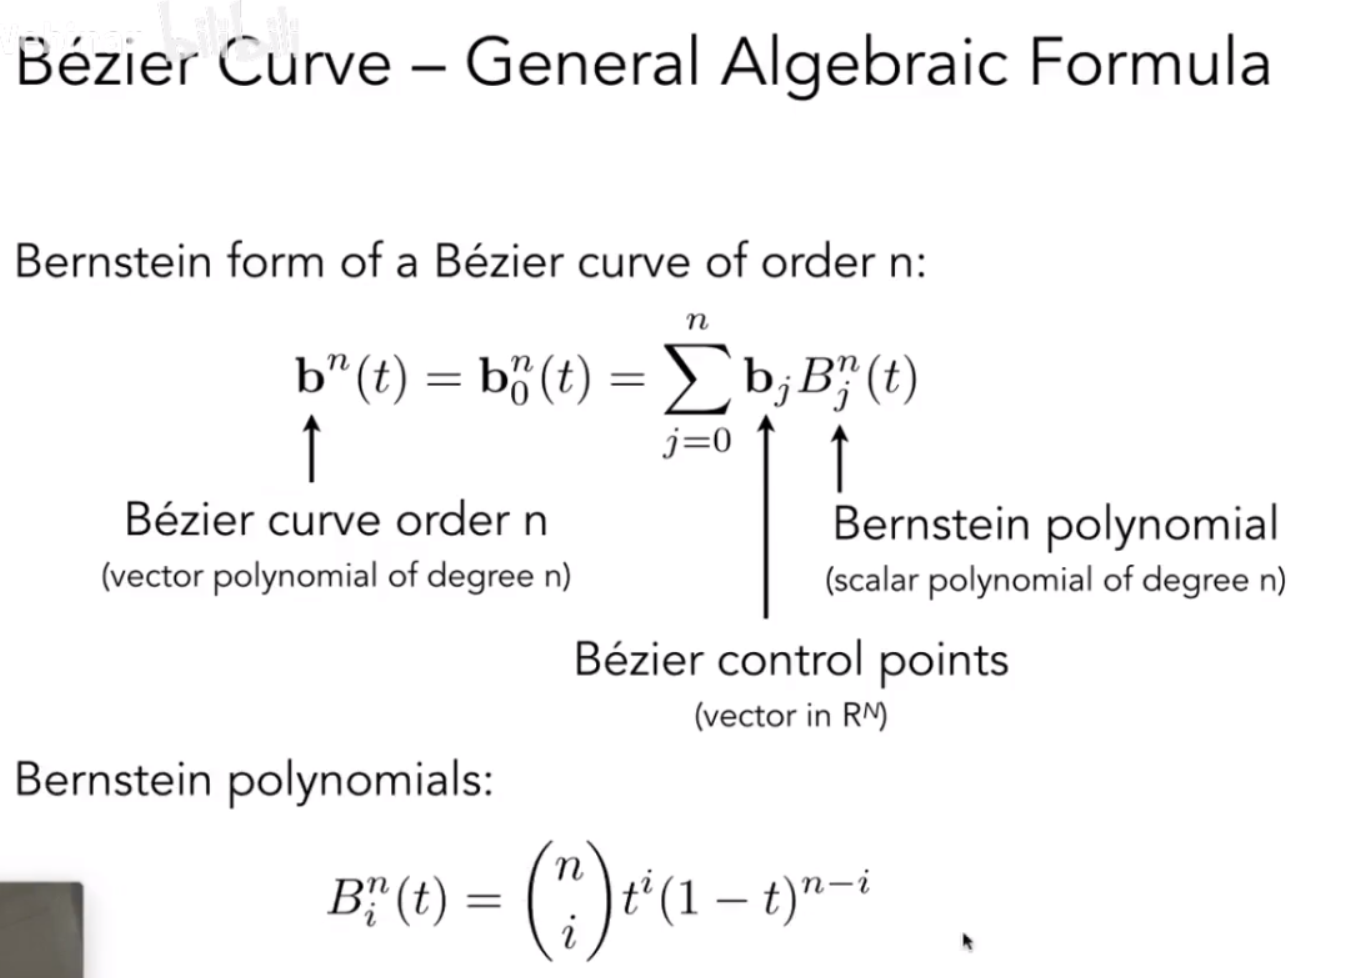 bilibili
Bézier Curve – General Algebraic Formula
Bernstein form of a Bézier curve of order n:
$\mathbf{b}^n(t) = \mathbf{b}_0^n(t) = \sum_{j=0}^{n} \mathbf{b}_j B_j^n(t)$
Bézier curve order n
(vector polynomial of degree n)
Bernstein polynomial
(scalar polynomial of degree n)
Bézier control points
(vector in Rᴺ)
Bernstein polynomials:
$B_i^n(t) = \binom{n}{i} t^i (1 - t)^{n-i}$